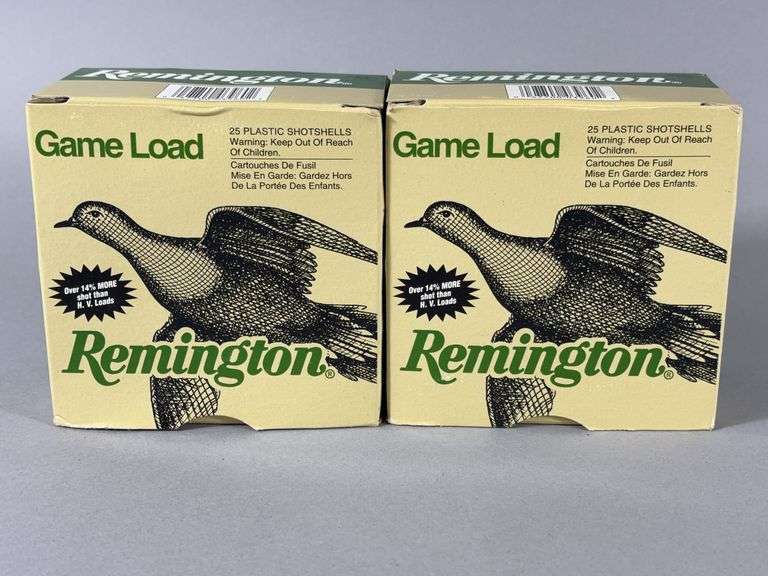 Remington
Game Load
25 PLASTIC SHOTSHELLS
Warning: Keep Out Of Reach
Of Children.
Cartouches De Fusil
Mise En Garde: Gardez Hors
De La Portée Des Enfants.
Over 14% MORE
shot than
H. V. Loads
Remington®
Remington
Game Load
25 PLASTIC SHOTSHELLS
Warning: Keep Out Of Reach
Of Children.
Cartouches De Fusil
Mise En Garde: Gardez Hors
De La Portée Des Enfants.
Over 14% MORE
shot than
H. V. Loads
Remington®